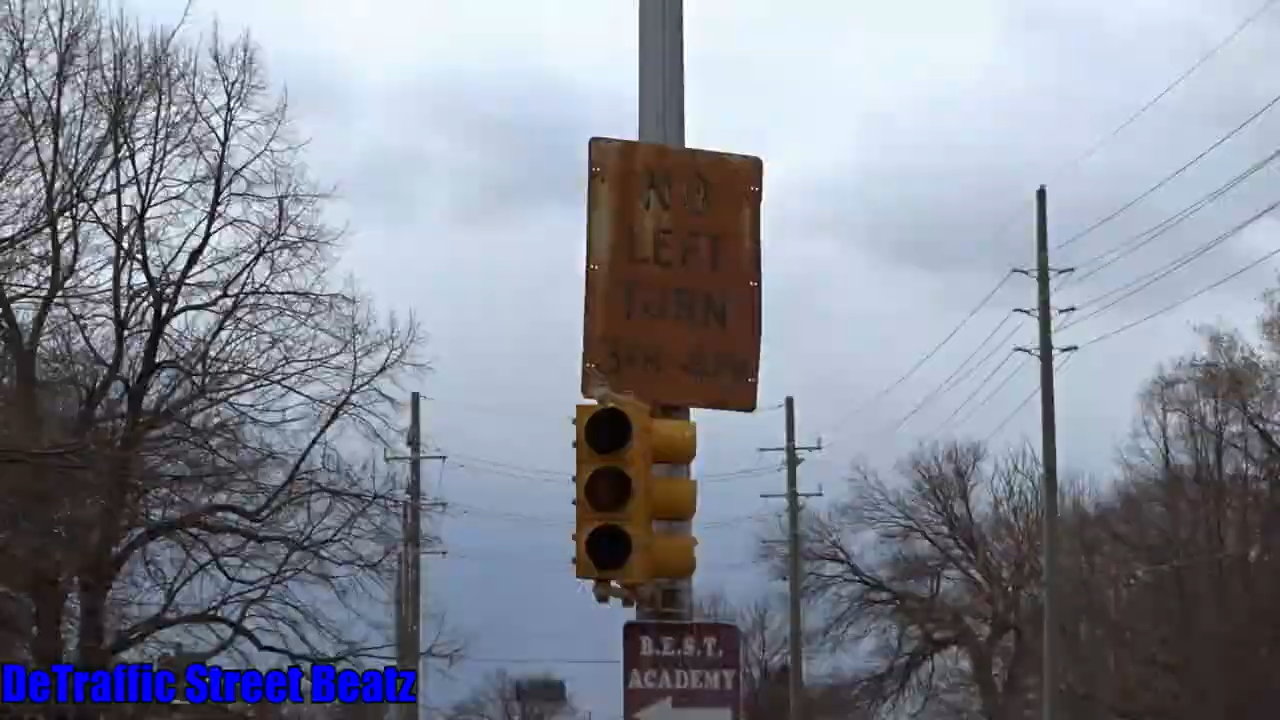 NO
LEFT
TURN
B.E.S.T.
ACADEMY
DeTraffic Street Beatz